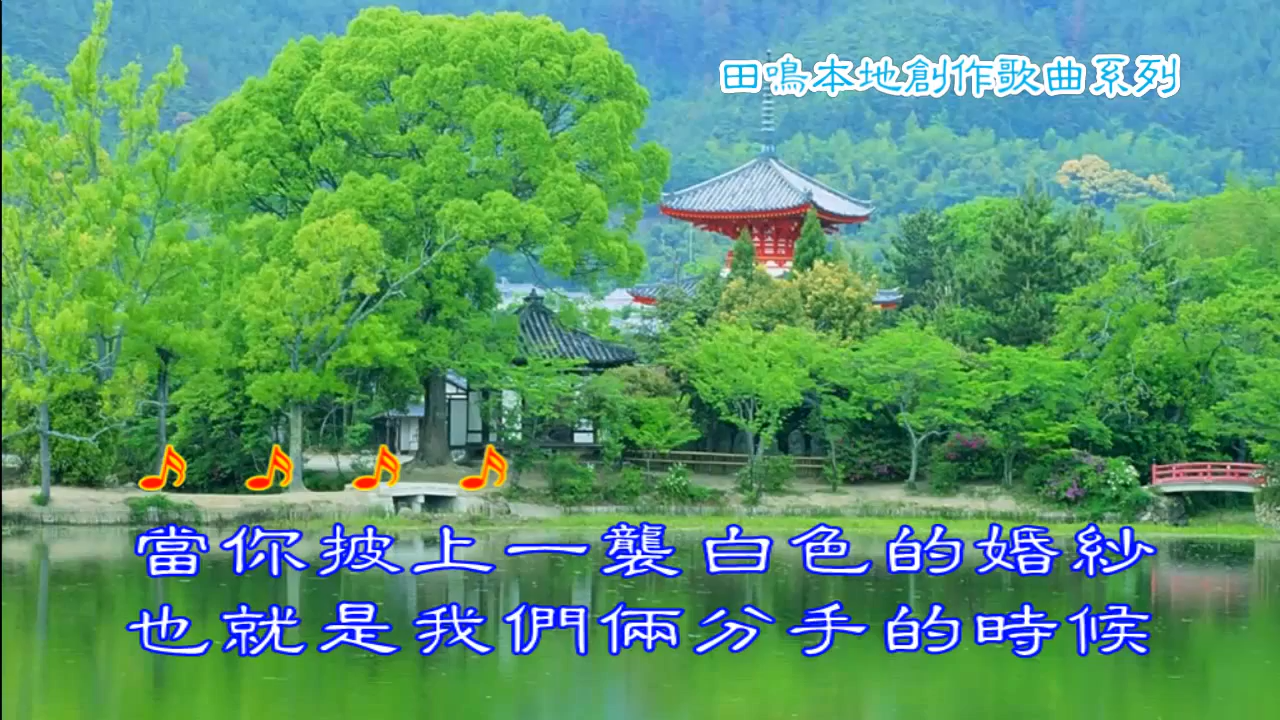 田鳴本地創作歌曲系列
當你披上一襲白色的婚紗
也就是我們倆分手的時候